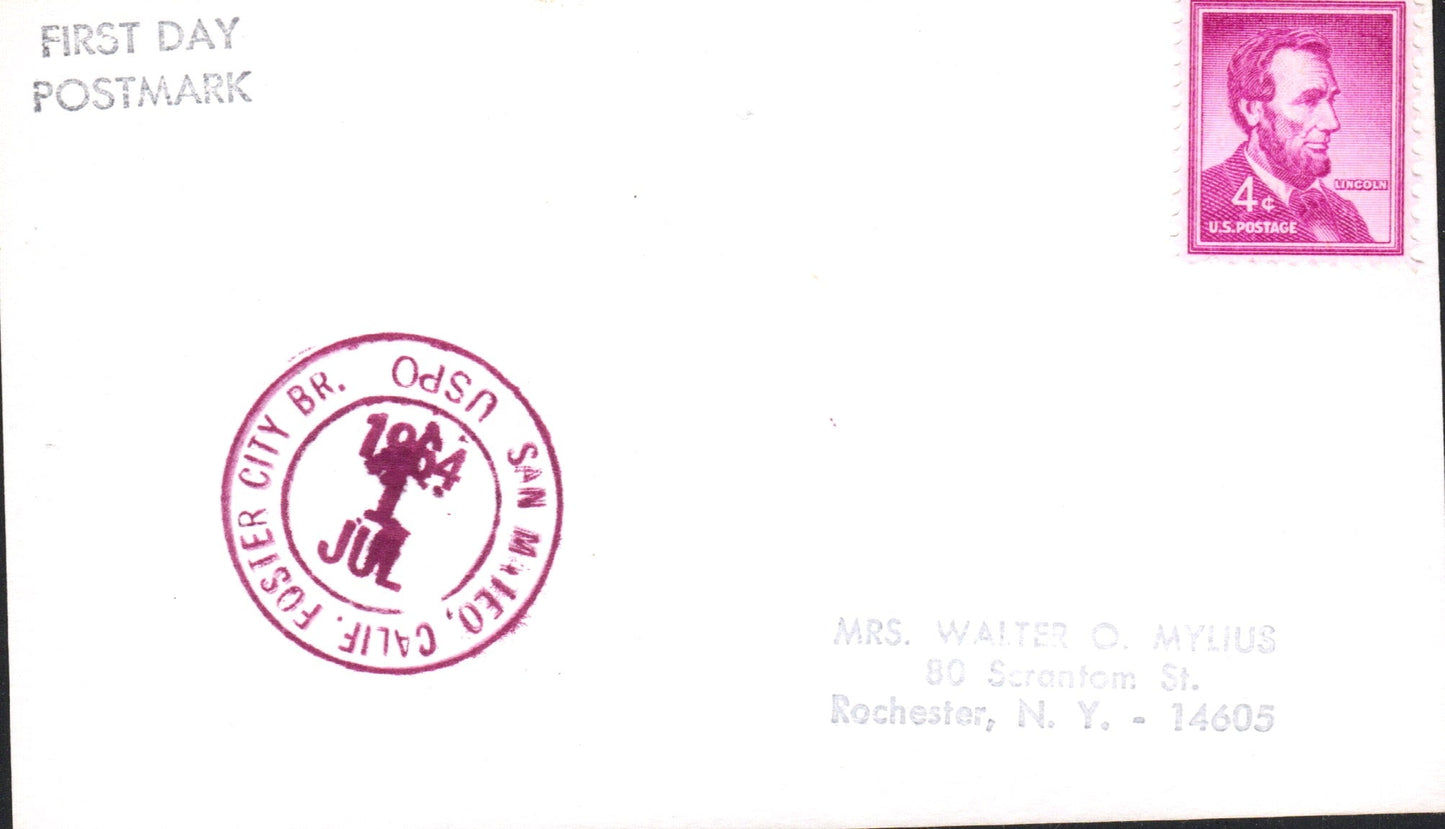 FIRST DAY
POSTMARK
LINCOLN
4¢
U.S. POSTAGE
USPO SAN MATEO, CALIF. FOSTER CITY BR.
1964
JUL
MRS. WALTER O. MYLIUS
80 Scrantom St.
Rochester, N. Y. - 14605